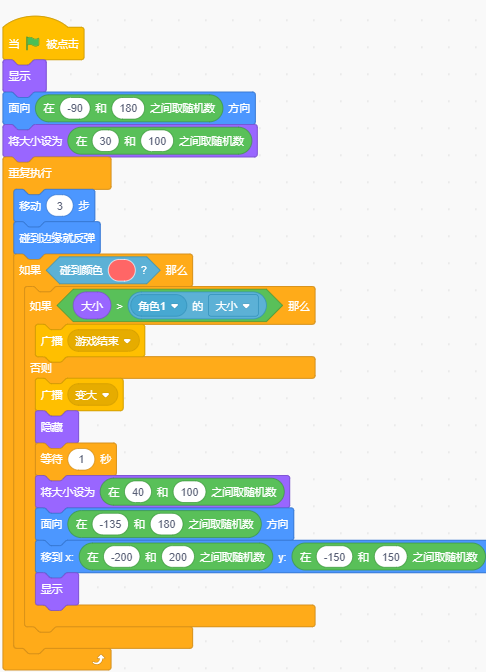 当 被点击
显示
面向 在 -90 和 180 之间取随机数 方向
将大小设为 在 30 和 100 之间取随机数
重复执行
移动 3 步
碰到边缘就反弹
如果 碰到颜色 ? 那么
如果 大小 > 角色1 的 大小 那么
广播 游戏结束
否则
广播 变大
隐藏
等待 1 秒
将大小设为 在 40 和 100 之间取随机数
面向 在 -135 和 180 之间取随机数 方向
移到 x: 在 -200 和 200 之间取随机数 y: 在 -150 和 150 之间取随机数
显示